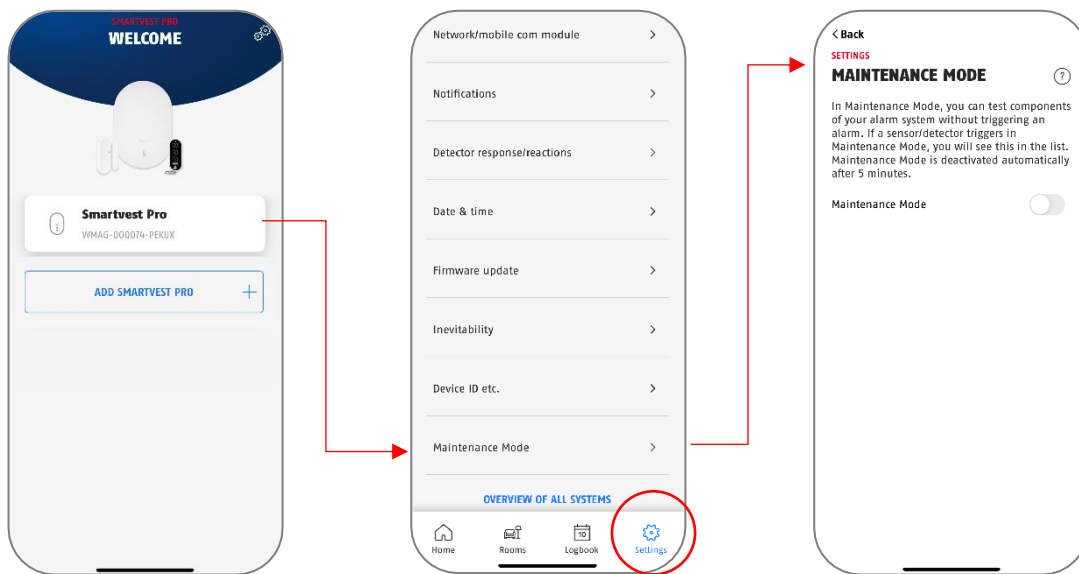 SMARTVEST PRO
WELCOME
Smartvest Pro
WMAG-000074-PEKUX
ADD SMARTVEST PRO
Network/mobile com module
Notifications
Detector response/reactions
Date & time
Firmware update
Inevitability
Device ID etc.
Maintenance Mode
OVERVIEW OF ALL SYSTEMS
10
Home Rooms Logbook Settings
< Back
SETTINGS
MAINTENANCE MODE ?
In Maintenance Mode, you can test components
of your alarm system without triggering an
alarm. If a sensor/detector triggers in
Maintenance Mode, you will see this in the list.
Maintenance Mode is deactivated automatically
after 5 minutes.
Maintenance Mode